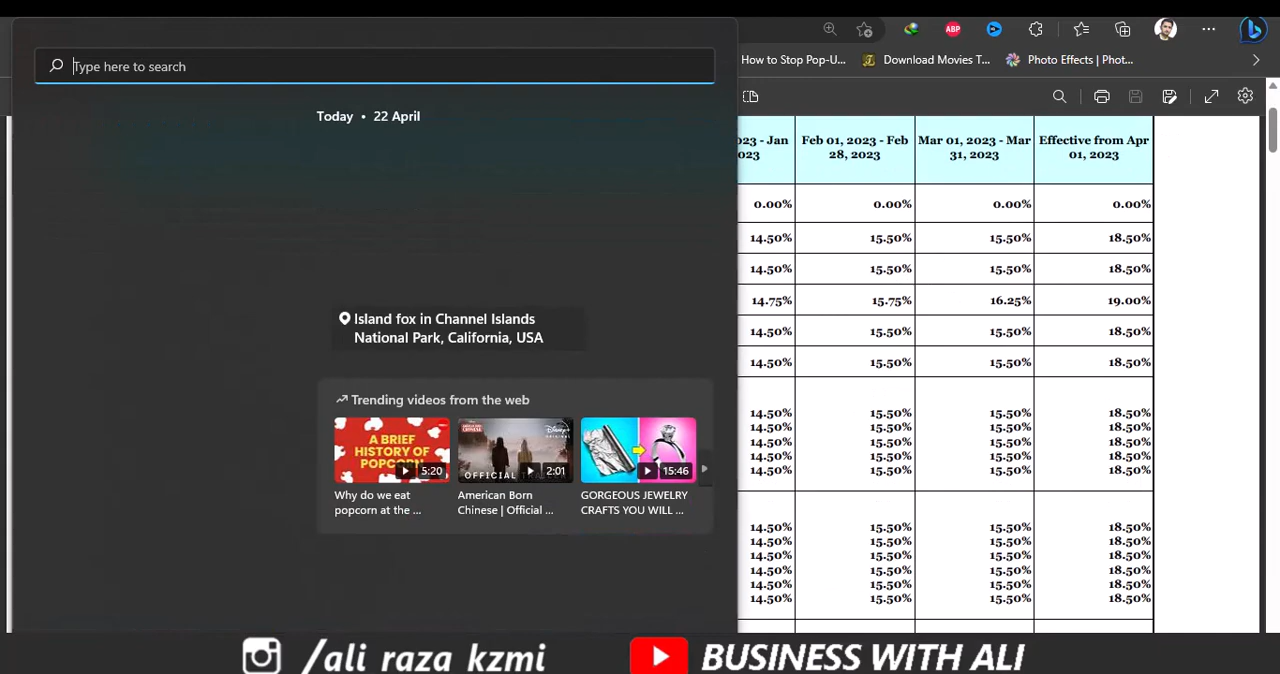 Type here to search
Today • 22 April
Island fox in Channel Islands
National Park, California, USA
Trending videos from the web
A BRIEF
HISTORY OF
POPCORN
5:20
OFFICIAL
2:01
15:46
Why do we eat
popcorn at the ...
American Born
Chinese | Official ...
GORGEOUS JEWELRY
CRAFTS YOU WILL ...
ABP
How to Stop Pop-U...
Download Movies T...
Photo Effects | Phot...
023 - Jan
023
Feb 01, 2023 - Feb
28, 2023
Mar 01, 2023 - Mar
31, 2023
Effective from Apr
01, 2023
0.00% 0.00% 0.00% 0.00%
14.50% 15.50% 15.50% 18.50%
14.50% 15.50% 15.50% 18.50%
14.75% 15.75% 16.25% 19.00%
14.50% 15.50% 15.50% 18.50%
14.50% 15.50% 15.50% 18.50%
14.50% 15.50% 15.50% 18.50%
14.50% 15.50% 15.50% 18.50%
14.50% 15.50% 15.50% 18.50%
14.50% 15.50% 15.50% 18.50%
14.50% 15.50% 15.50% 18.50%
14.50% 15.50% 15.50% 18.50%
14.50% 15.50% 15.50% 18.50%
14.50% 15.50% 15.50% 18.50%
14.50% 15.50% 15.50% 18.50%
14.50% 15.50% 15.50% 18.50%
14.50% 15.50% 15.50% 18.50%
/ali raza kzmi
BUSINESS WITH ALI